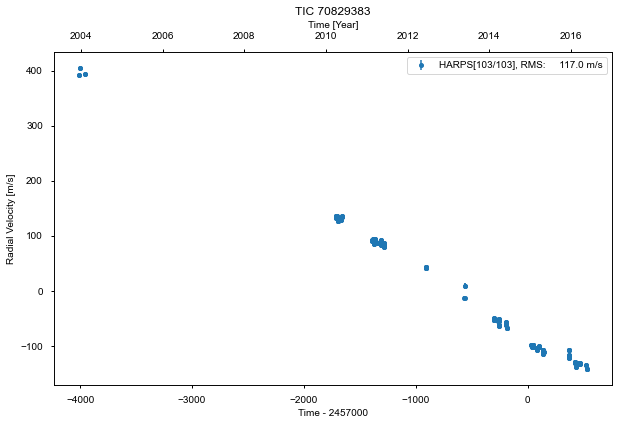 TIC 70829383
Time [Year]
2004 2006 2008 2010 2012 2014 2016
HARPS[103/103], RMS: 117.0 m/s
400
300
200
100
0
−100
Radial Velocity [m/s]
−4000 −3000 −2000 −1000 0
Time - 2457000